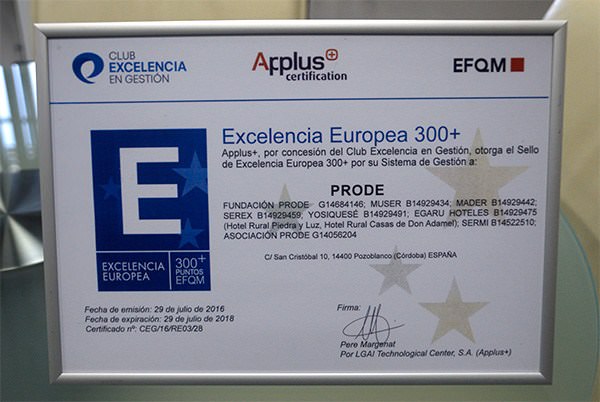 CLUB
EXCELENCIA
EN GESTIÓN
Applus+
certification
EFQM
Excelencia Europea 300+
Applus+, por concesión del Club Excelencia en Gestión, otorga el Sello
de Excelencia Europea 300+ por su Sistema de Gestión a:
PRODE
FUNDACIÓN PRODE G14684146; MUSER B14929434; MADER B14929442;
SEREX B14929459; YOSIQUESÉ B14929491; EGARU HOTELES B14929475
(Hotel Rural Piedra y Luz, Hotel Rural Casas de Don Adamel); SERMI B14522510;
ASOCIACIÓN PRODE G14056204
C/ San Cristóbal 10, 14400 Pozoblanco (Córdoba) ESPAÑA
E
EXCELENCIA
EUROPEA
300+
PUNTOS
EFQM
Fecha de emisión: 29 de julio de 2016
Fecha de expiración: 29 de julio de 2018
Certificado nº: CEG/16/RE03/28
Firma:
Pere Margenat
Por LGAI Technological Center, S.A. (Applus+)